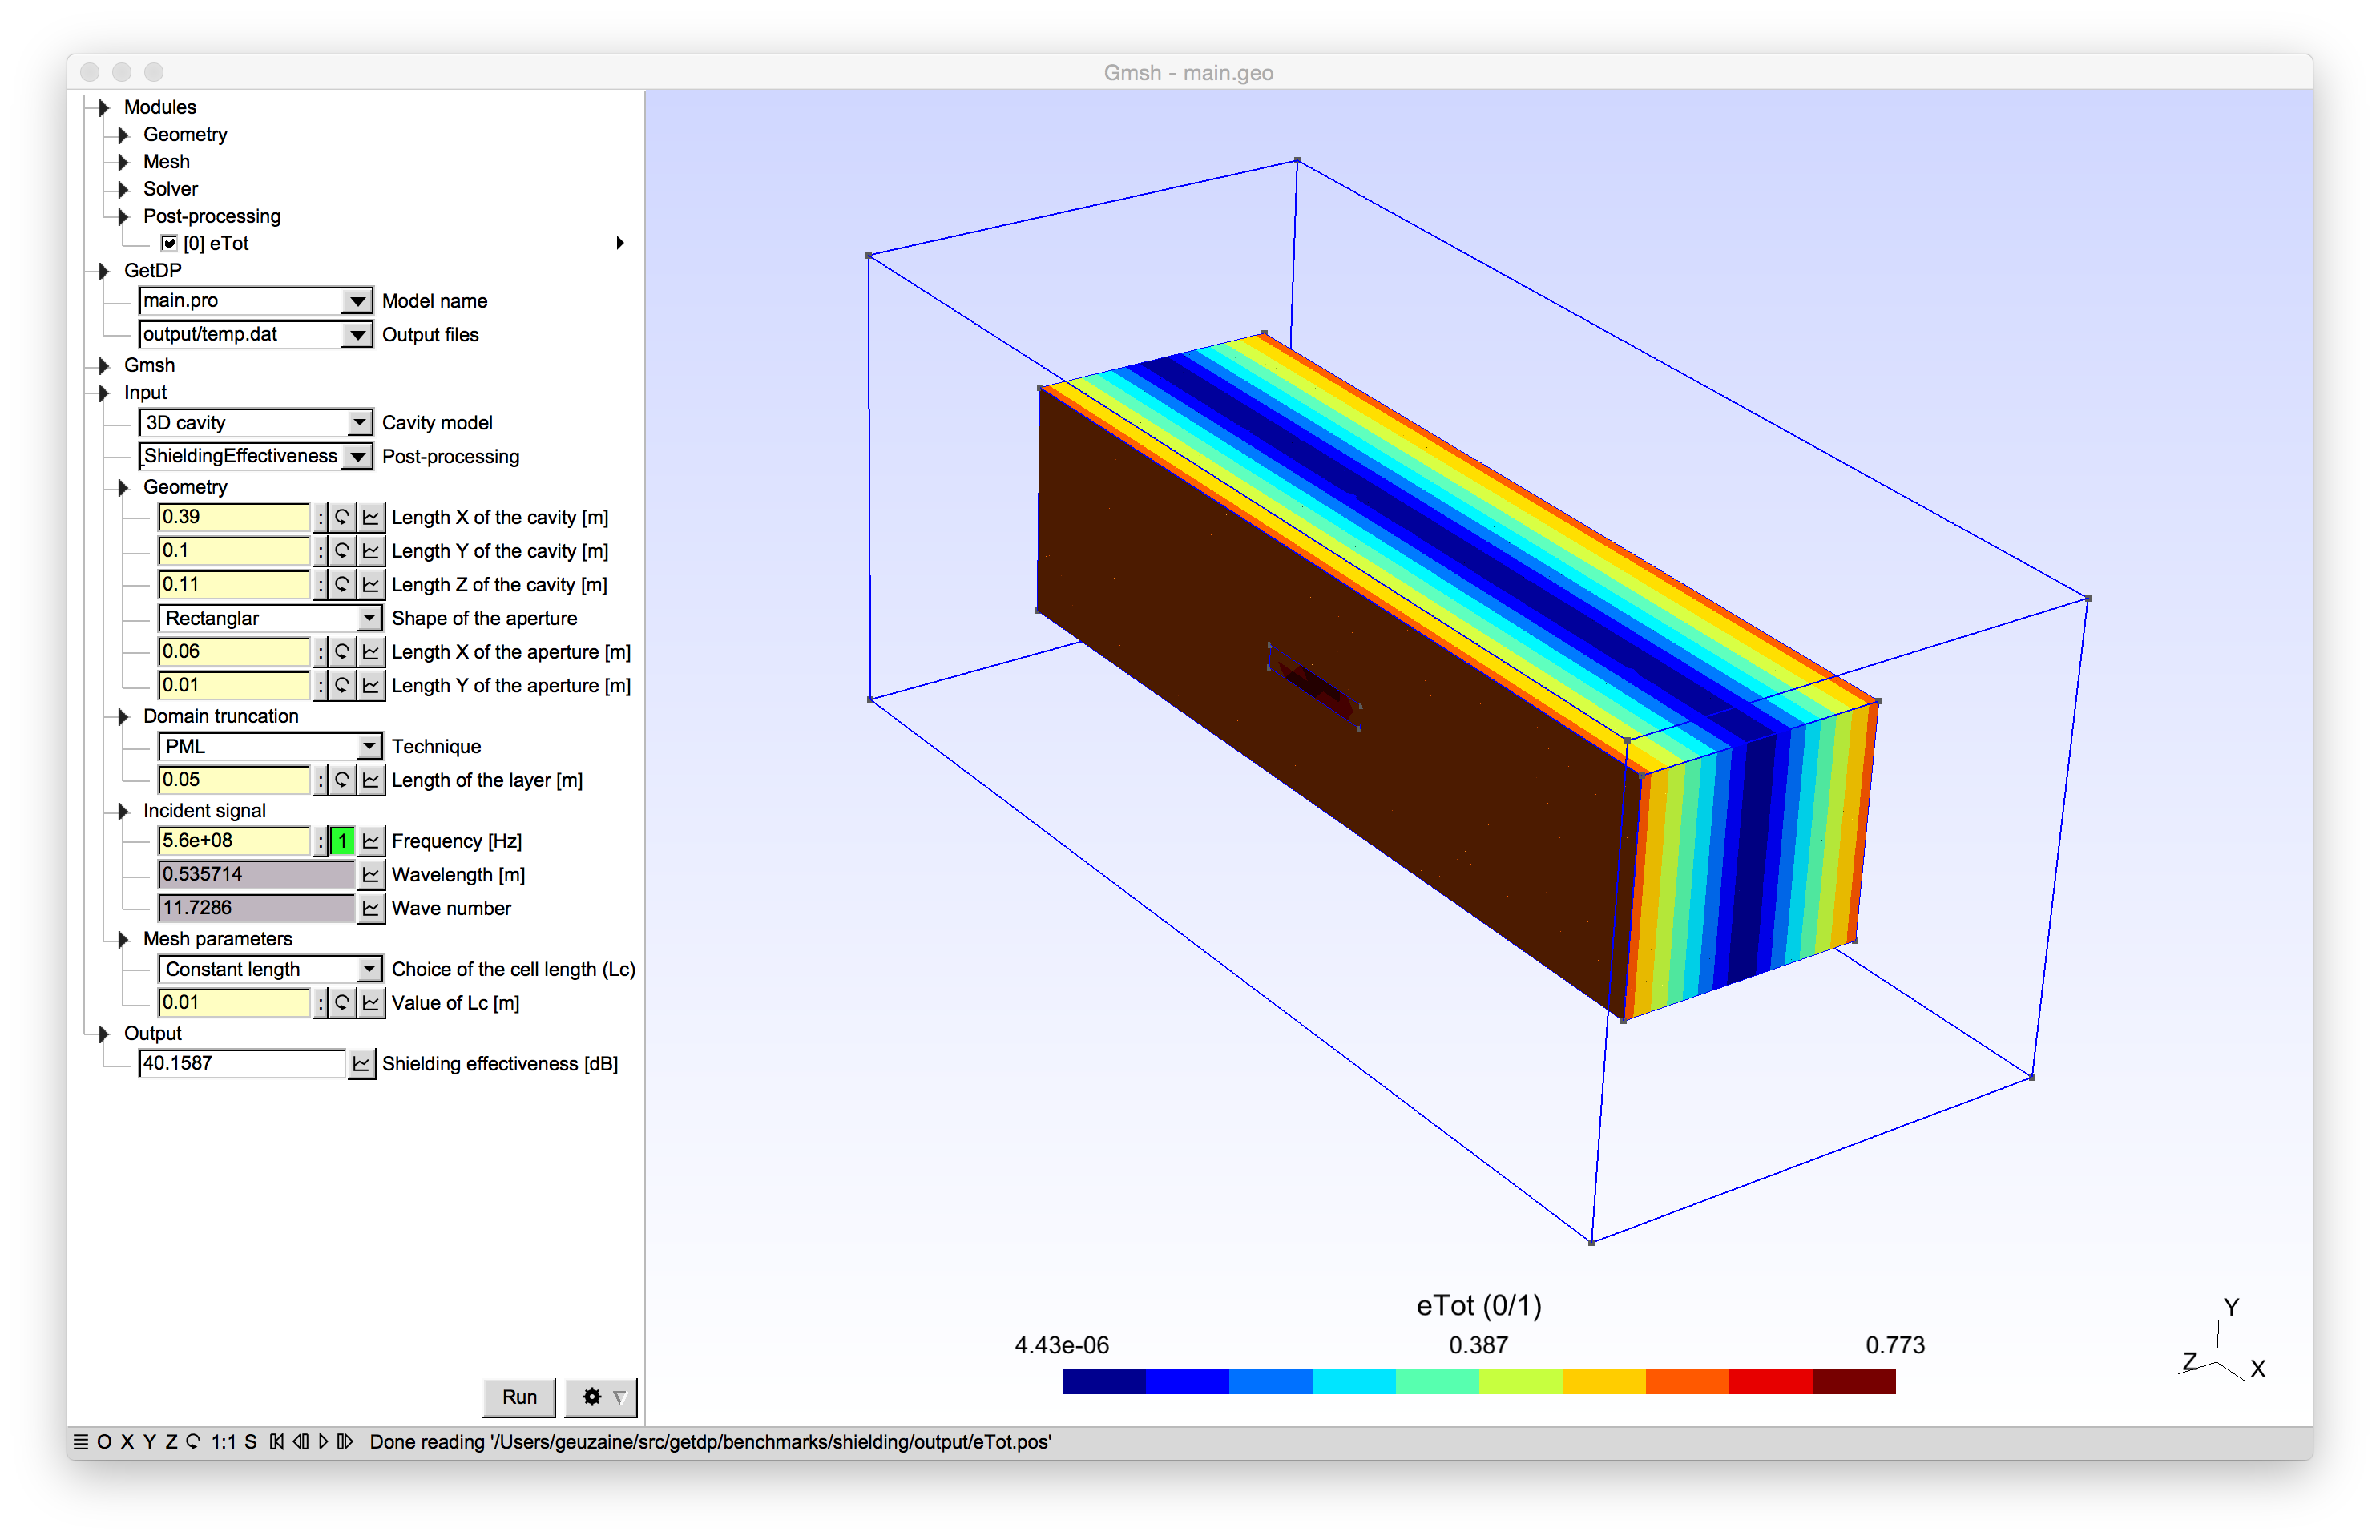 Gmsh - main.geo
Modules
Geometry
Mesh
Solver
Post-processing
[0] eTot
GetDP
main.pro Model name
output/temp.dat Output files
Gmsh
Input
3D cavity Cavity model
ShieldingEffectiveness Post-processing
Geometry
0.39 : Length X of the cavity [m]
0.1 : Length Y of the cavity [m]
0.11 : Length Z of the cavity [m]
Rectanglar Shape of the aperture
0.06 : Length X of the aperture [m]
0.01 : Length Y of the aperture [m]
Domain truncation
PML Technique
0.05 : Length of the layer [m]
Incident signal
5.6e+08 : 1 Frequency [Hz]
0.535714 Wavelength [m]
11.7286 Wave number
Mesh parameters
Constant length Choice of the cell length (Lc)
0.01 : Value of Lc [m]
Output
40.1587 Shielding effectiveness [dB]
Run
eTot (0/1)
4.43e-06 0.387 0.773
Y
Z
X
O X Y Z 1:1 S Done reading '/Users/geuzaine/src/getdp/benchmarks/shielding/output/eTot.pos'